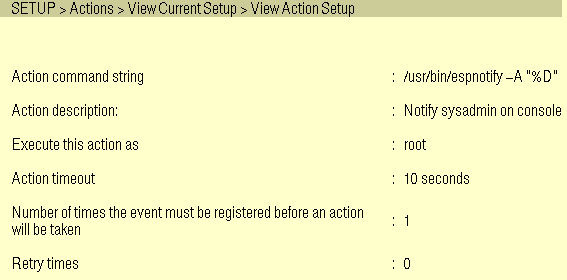 SETUP > Actions > View Current Setup > View Action Setup
Action command string : /usr/bin/espnotify –A "%D"
Action description: : Notify sysadmin on console
Execute this action as : root
Action timeout : 10 seconds
Number of times the event must be registered before an action
will be taken : 1
Retry times : 0